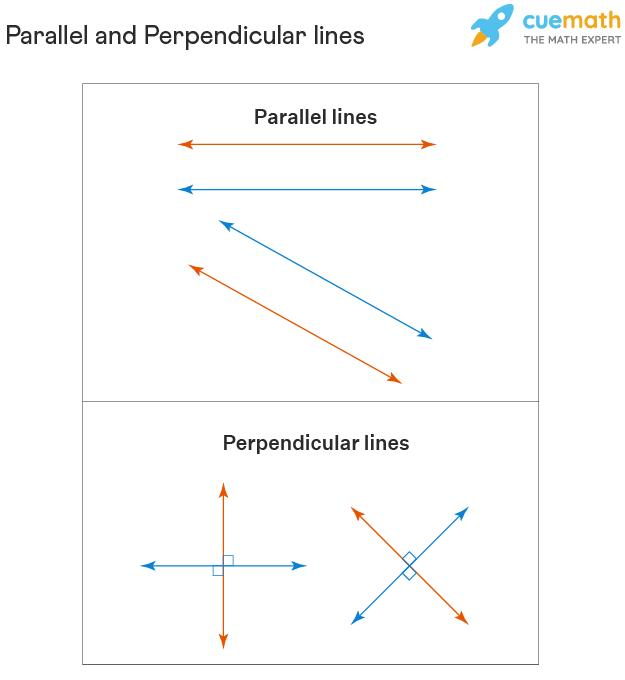 Parallel and Perpendicular lines
cuemath
THE MATH EXPERT
Parallel lines
Perpendicular lines